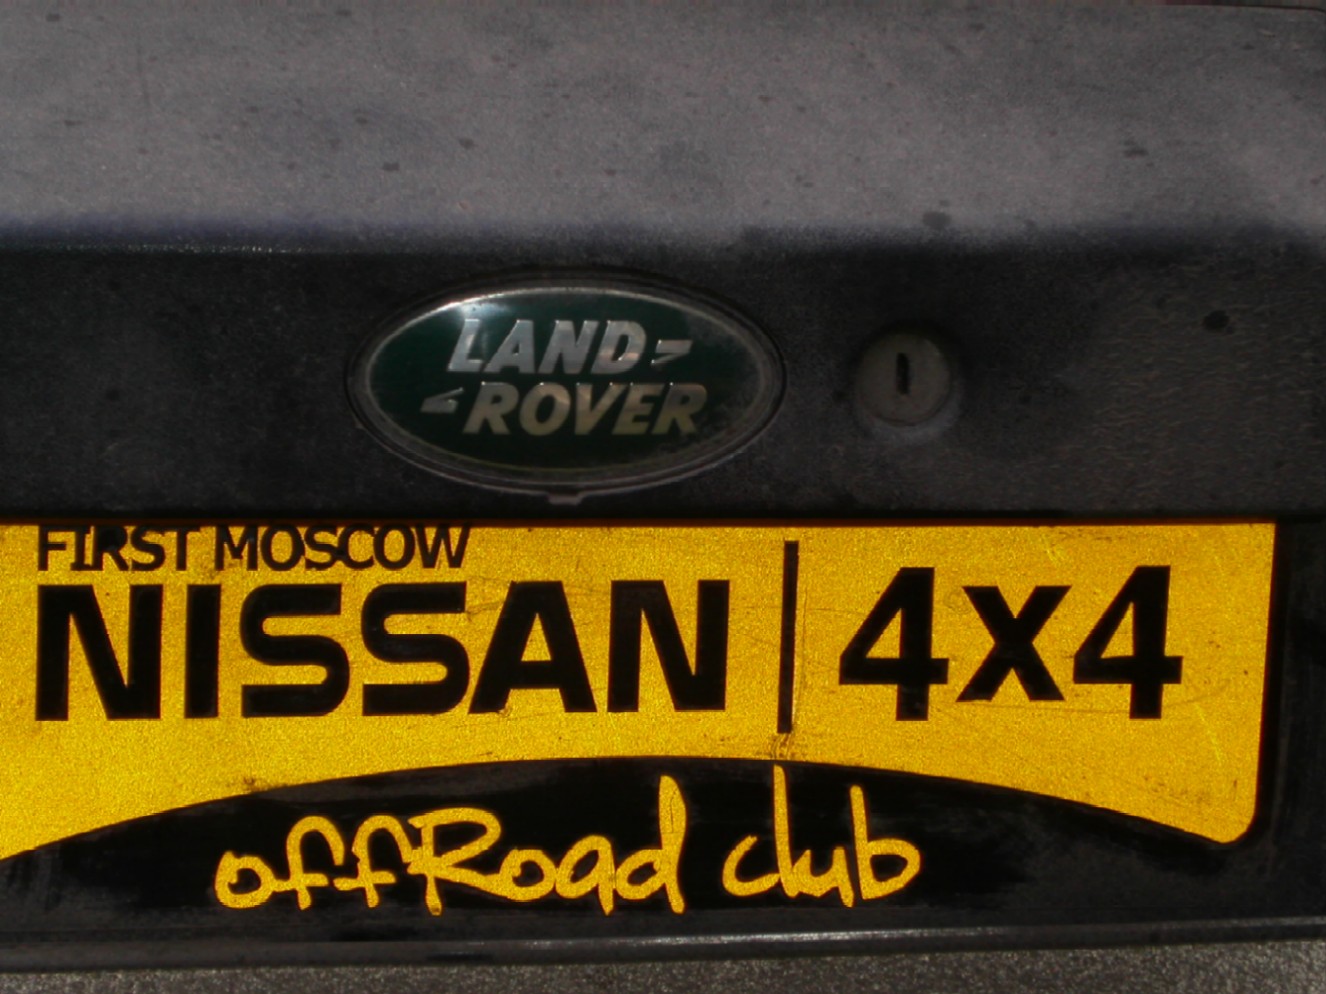 LAND-
-ROVER
FIRST MOSCOW
NISSAN | 4x4
offRoad club